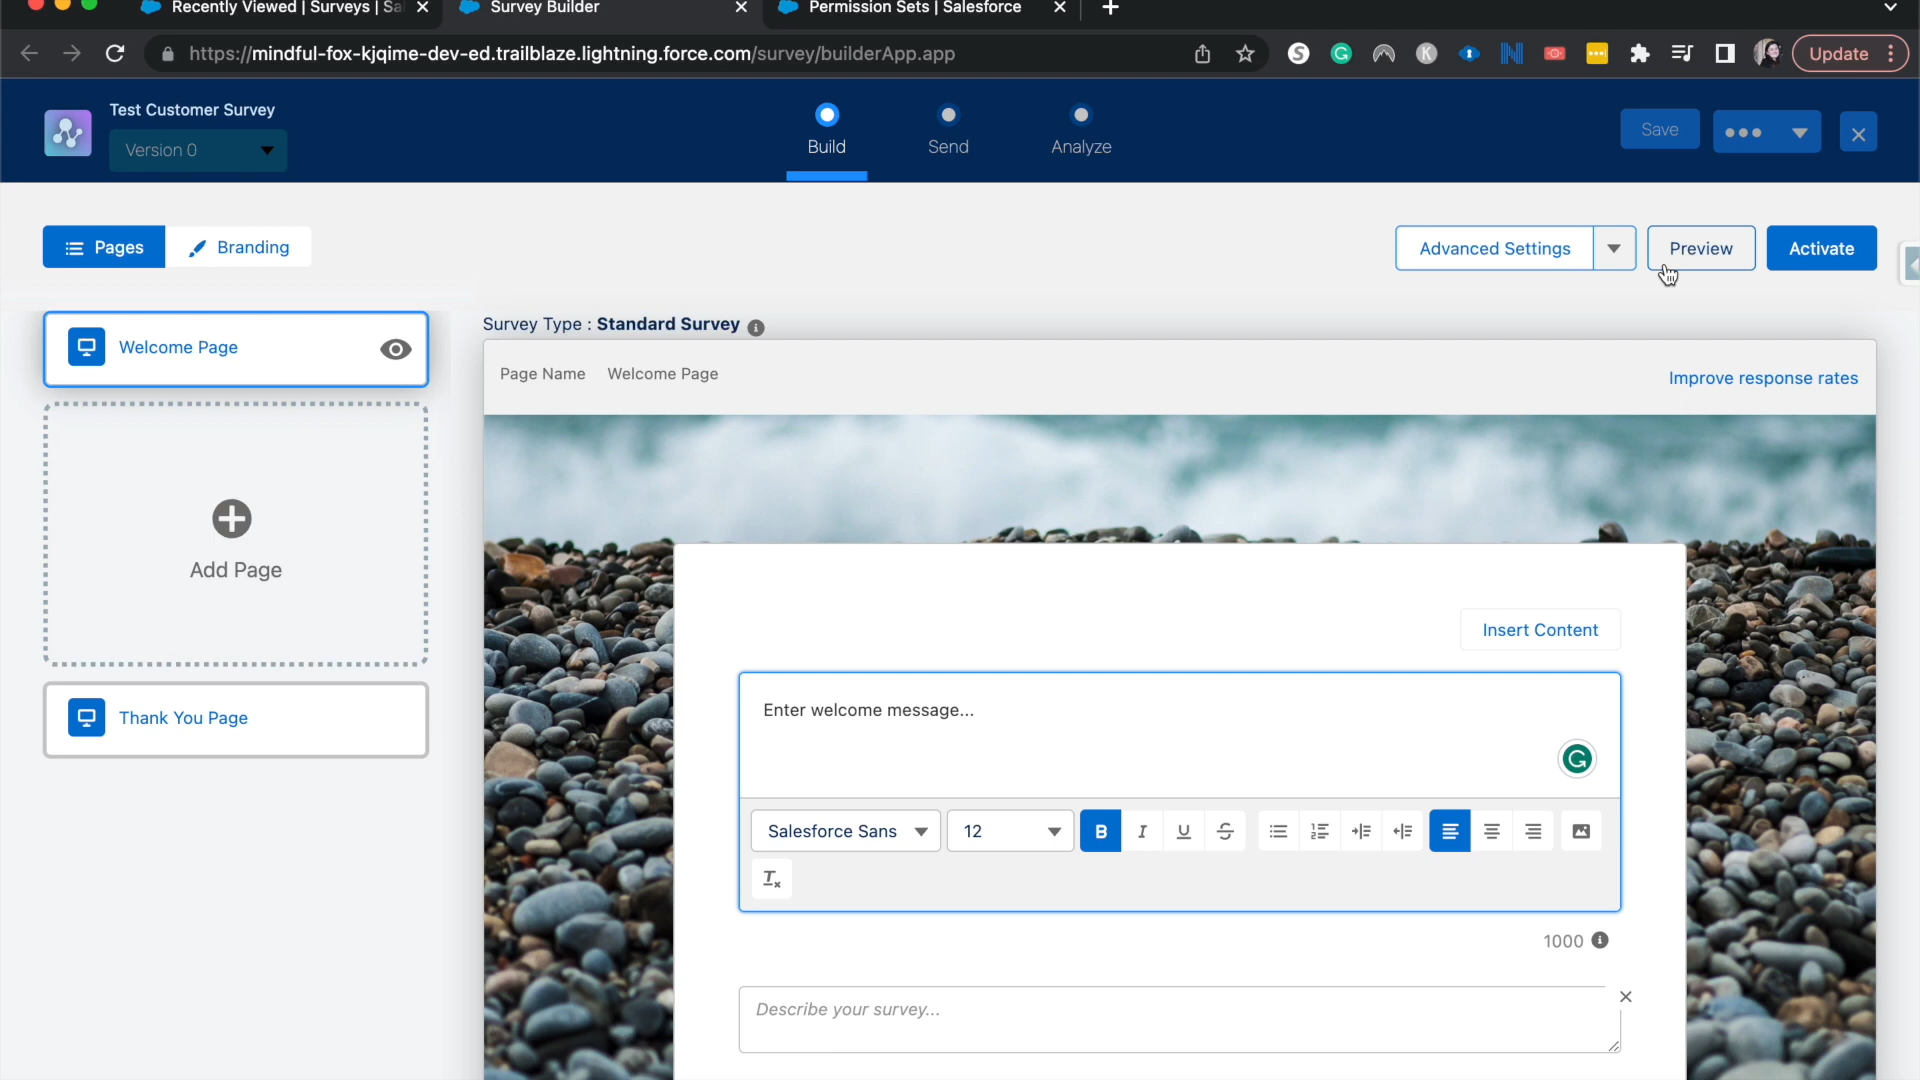 Recently Viewed | Surveys | Sa
Survey Builder
Permission Sets | Salesforce
https://mindful-fox-kjqime-dev-ed.trailblaze.lightning.force.com/survey/builderApp.app
Update
Test Customer Survey
Version 0
Build
Send
Analyze
Save
Pages
Branding
Advanced Settings
Preview
Activate
Welcome Page
Survey Type : Standard Survey
Page Name Welcome Page
Improve response rates
Add Page
Insert Content
Thank You Page
Enter welcome message...
Salesforce Sans
12
B I U S
1000
Describe your survey...